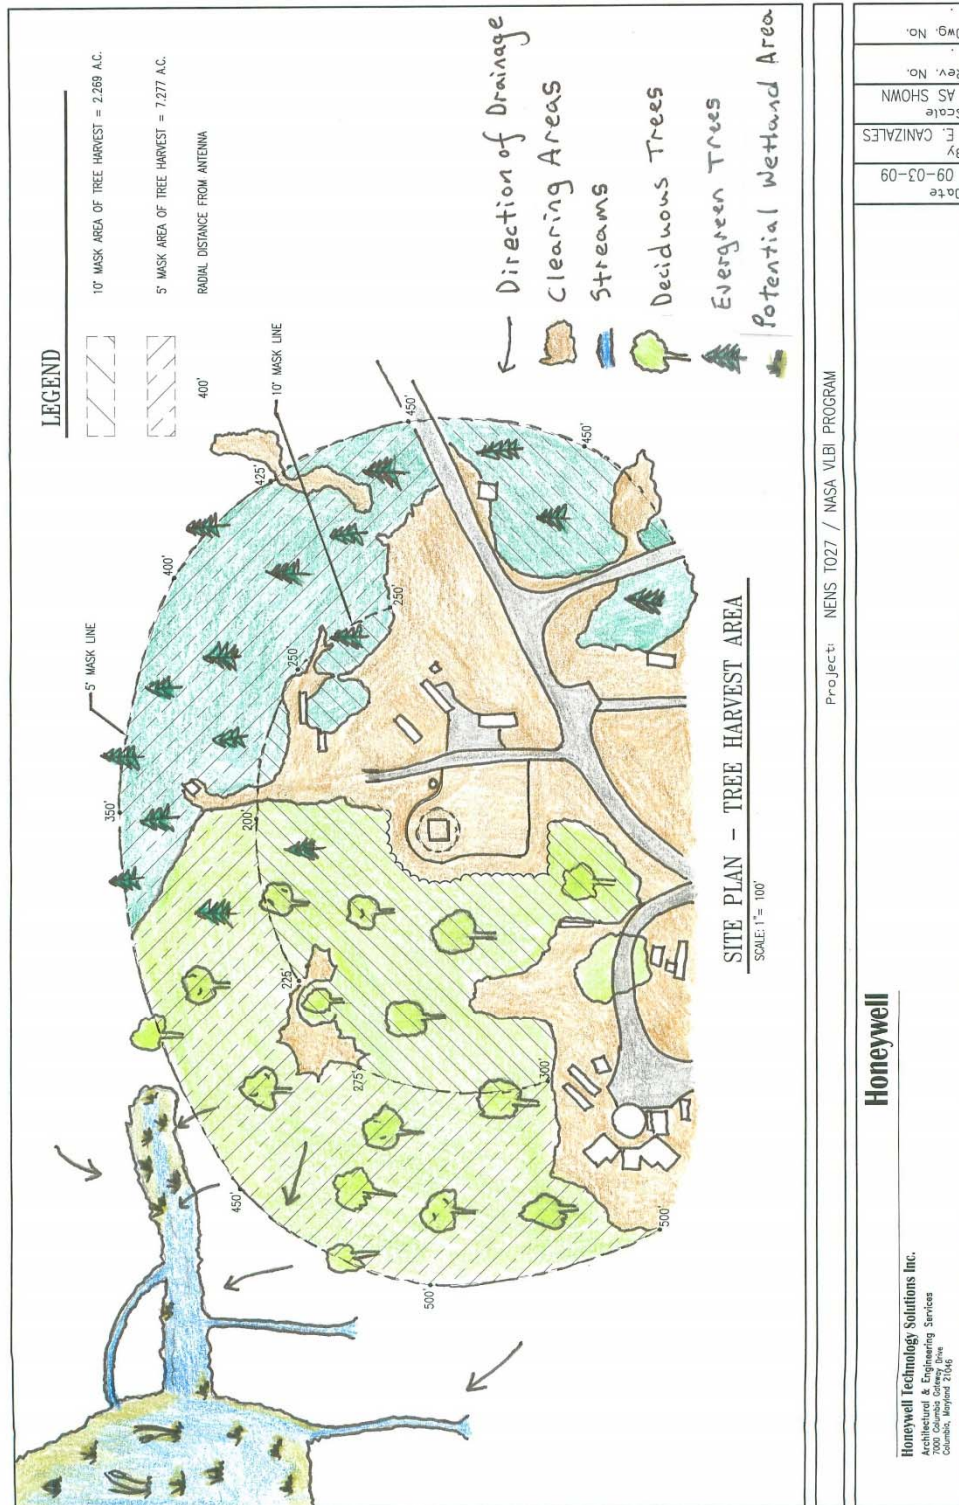 LEGEND
10° MASK AREA OF TREE HARVEST = 2.269 A.C.
5° MASK AREA OF TREE HARVEST = 7.277 A.C.
400' RADIAL DISTANCE FROM ANTENNA
Direction of Drainage
Clearing Areas
Streams
Deciduous Trees
Evergreen Trees
Potential Wetland Area
5° MASK LINE
10° MASK LINE
350'
400'
425'
450'
450'
250'
250'
200'
225'
275'
300'
450'
500'
500'
SITE PLAN - TREE HARVEST AREA
SCALE: 1"= 100'
Project: NENS T027 / NASA VLBI PROGRAM
Honeywell
Honeywell Technology Solutions Inc.
Architectural & Engineering Services
7000 Columbia Gateway Drive
Columbia, Maryland 21046
Date
09-03-09
By
E. CANIZALES
Scale
AS SHOWN
Rev. No.
Dwg. No.